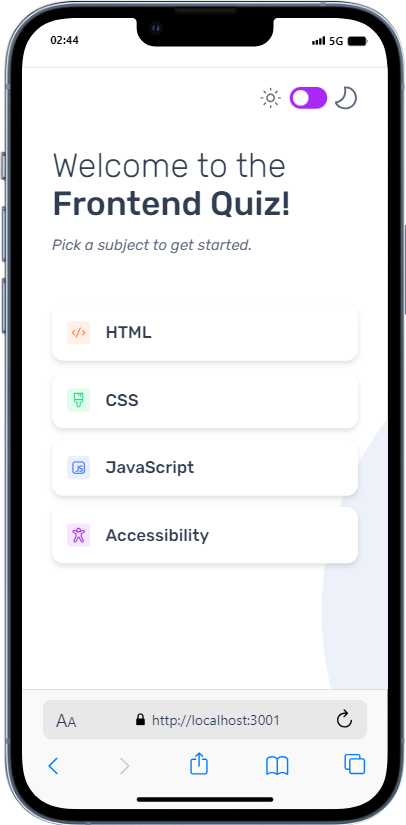 02:44
5G
Welcome to the
Frontend Quiz!
Pick a subject to get started.
</> HTML
CSS
JS JavaScript
Accessibility
AA http://localhost:3001